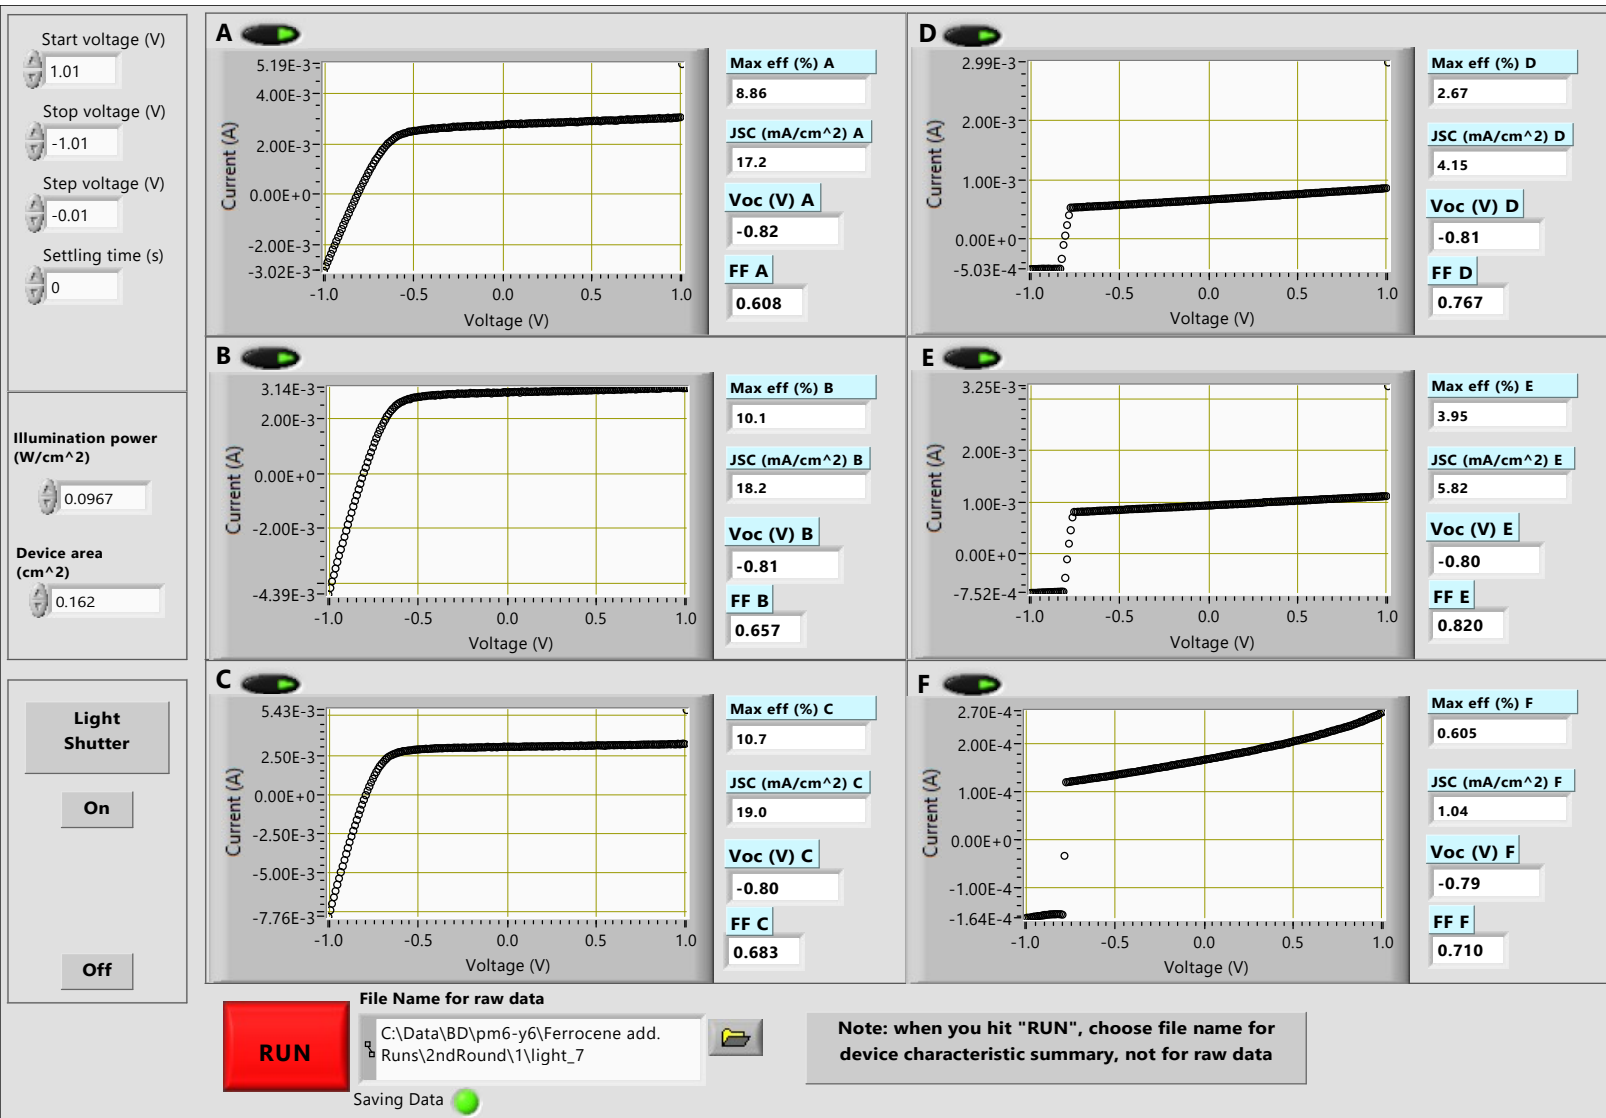 Start voltage (V)
1.01
Stop voltage (V)
-1.01
Step voltage (V)
-0.01
Settling time (s)
0
Illumination power
(W/cm^2)
0.0967
Device area
(cm^2)
0.162
Light
Shutter
On
Off
A
Current (A)
5.19E-3
4.00E-3
2.00E-3
0.00E+0
-2.00E-3
-3.02E-3
-1.0 -0.5 0.0 0.5 1.0
Voltage (V)
Max eff (%) A
8.86
JSC (mA/cm^2) A
17.2
Voc (V) A
-0.82
FF A
0.608
B
Current (A)
3.14E-3
2.00E-3
0.00E+0
-2.00E-3
-4.39E-3
-1.0 -0.5 0.0 0.5 1.0
Voltage (V)
Max eff (%) B
10.1
JSC (mA/cm^2) B
18.2
Voc (V) B
-0.81
FF B
0.657
C
Current (A)
5.43E-3
2.50E-3
0.00E+0
-2.50E-3
-5.00E-3
-7.76E-3
-1.0 -0.5 0.0 0.5 1.0
Voltage (V)
Max eff (%) C
10.7
JSC (mA/cm^2) C
19.0
Voc (V) C
-0.80
FF C
0.683
D
Current (A)
2.99E-3
2.00E-3
1.00E-3
0.00E+0
-5.03E-4
-1.0 -0.5 0.0 0.5 1.0
Voltage (V)
Max eff (%) D
2.67
JSC (mA/cm^2) D
4.15
Voc (V) D
-0.81
FF D
0.767
E
Current (A)
3.25E-3
2.00E-3
1.00E-3
0.00E+0
-7.52E-4
-1.0 -0.5 0.0 0.5 1.0
Voltage (V)
Max eff (%) E
3.95
JSC (mA/cm^2) E
5.82
Voc (V) E
-0.80
FF E
0.820
F
Current (A)
2.70E-4
2.00E-4
1.00E-4
0.00E+0
-1.00E-4
-1.64E-4
-1.0 -0.5 0.0 0.5 1.0
Voltage (V)
Max eff (%) F
0.605
JSC (mA/cm^2) F
1.04
Voc (V) F
-0.79
FF F
0.710
RUN
File Name for raw data
C:\Data\BD\pm6-y6\Ferrocene add.
Runs\2ndRound\1\light_7
Saving Data
Note: when you hit "RUN", choose file name for
device characteristic summary, not for raw data